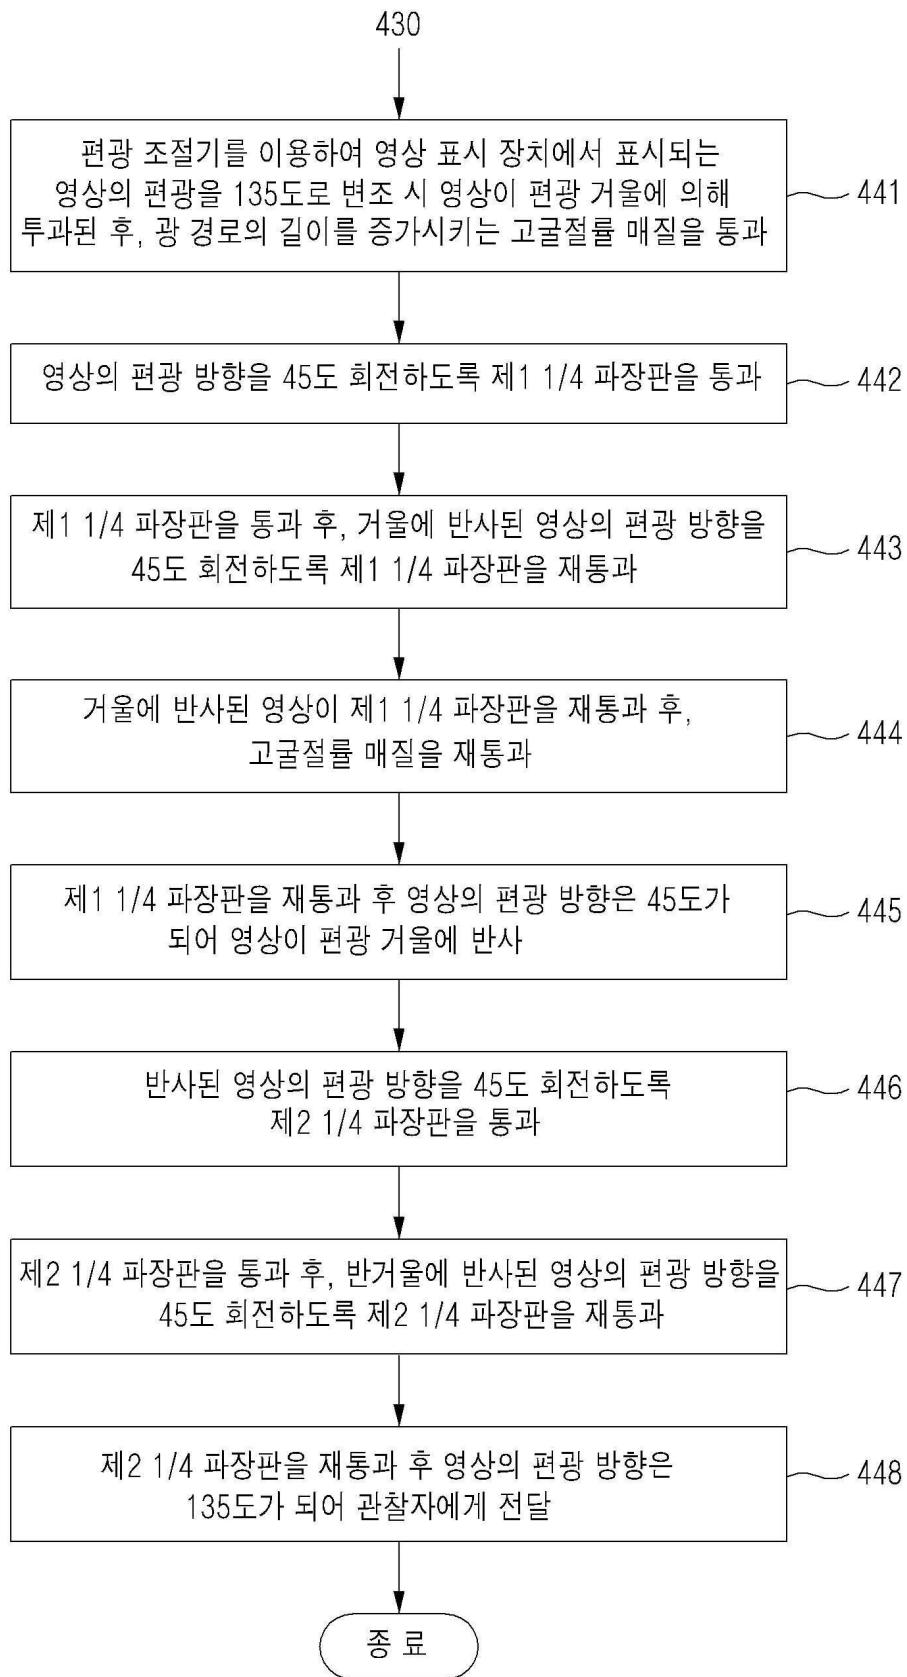 430
편광 조절기를 이용하여 영상 표시 장치에서 표시되는
영상의 편광을 135도로 변조 시 영상이 편광 거울에 의해
투과된 후, 광 경로의 길이를 증가시키는 고굴절률 매질을 통과
441
영상의 편광 방향을 45도 회전하도록 제1 1/4 파장판을 통과
442
제1 1/4 파장판을 통과 후, 거울에 반사된 영상의 편광 방향을
45도 회전하도록 제1 1/4 파장판을 재통과
443
거울에 반사된 영상이 제1 1/4 파장판을 재통과 후,
고굴절률 매질을 재통과
444
제1 1/4 파장판을 재통과 후 영상의 편광 방향은 45도가
되어 영상이 편광 거울에 반사
445
반사된 영상의 편광 방향을 45도 회전하도록
제2 1/4 파장판을 통과
446
제2 1/4 파장판을 통과 후, 반거울에 반사된 영상의 편광 방향을
45도 회전하도록 제2 1/4 파장판을 재통과
447
제2 1/4 파장판을 재통과 후 영상의 편광 방향은
135도가 되어 관찰자에게 전달
448
종 료